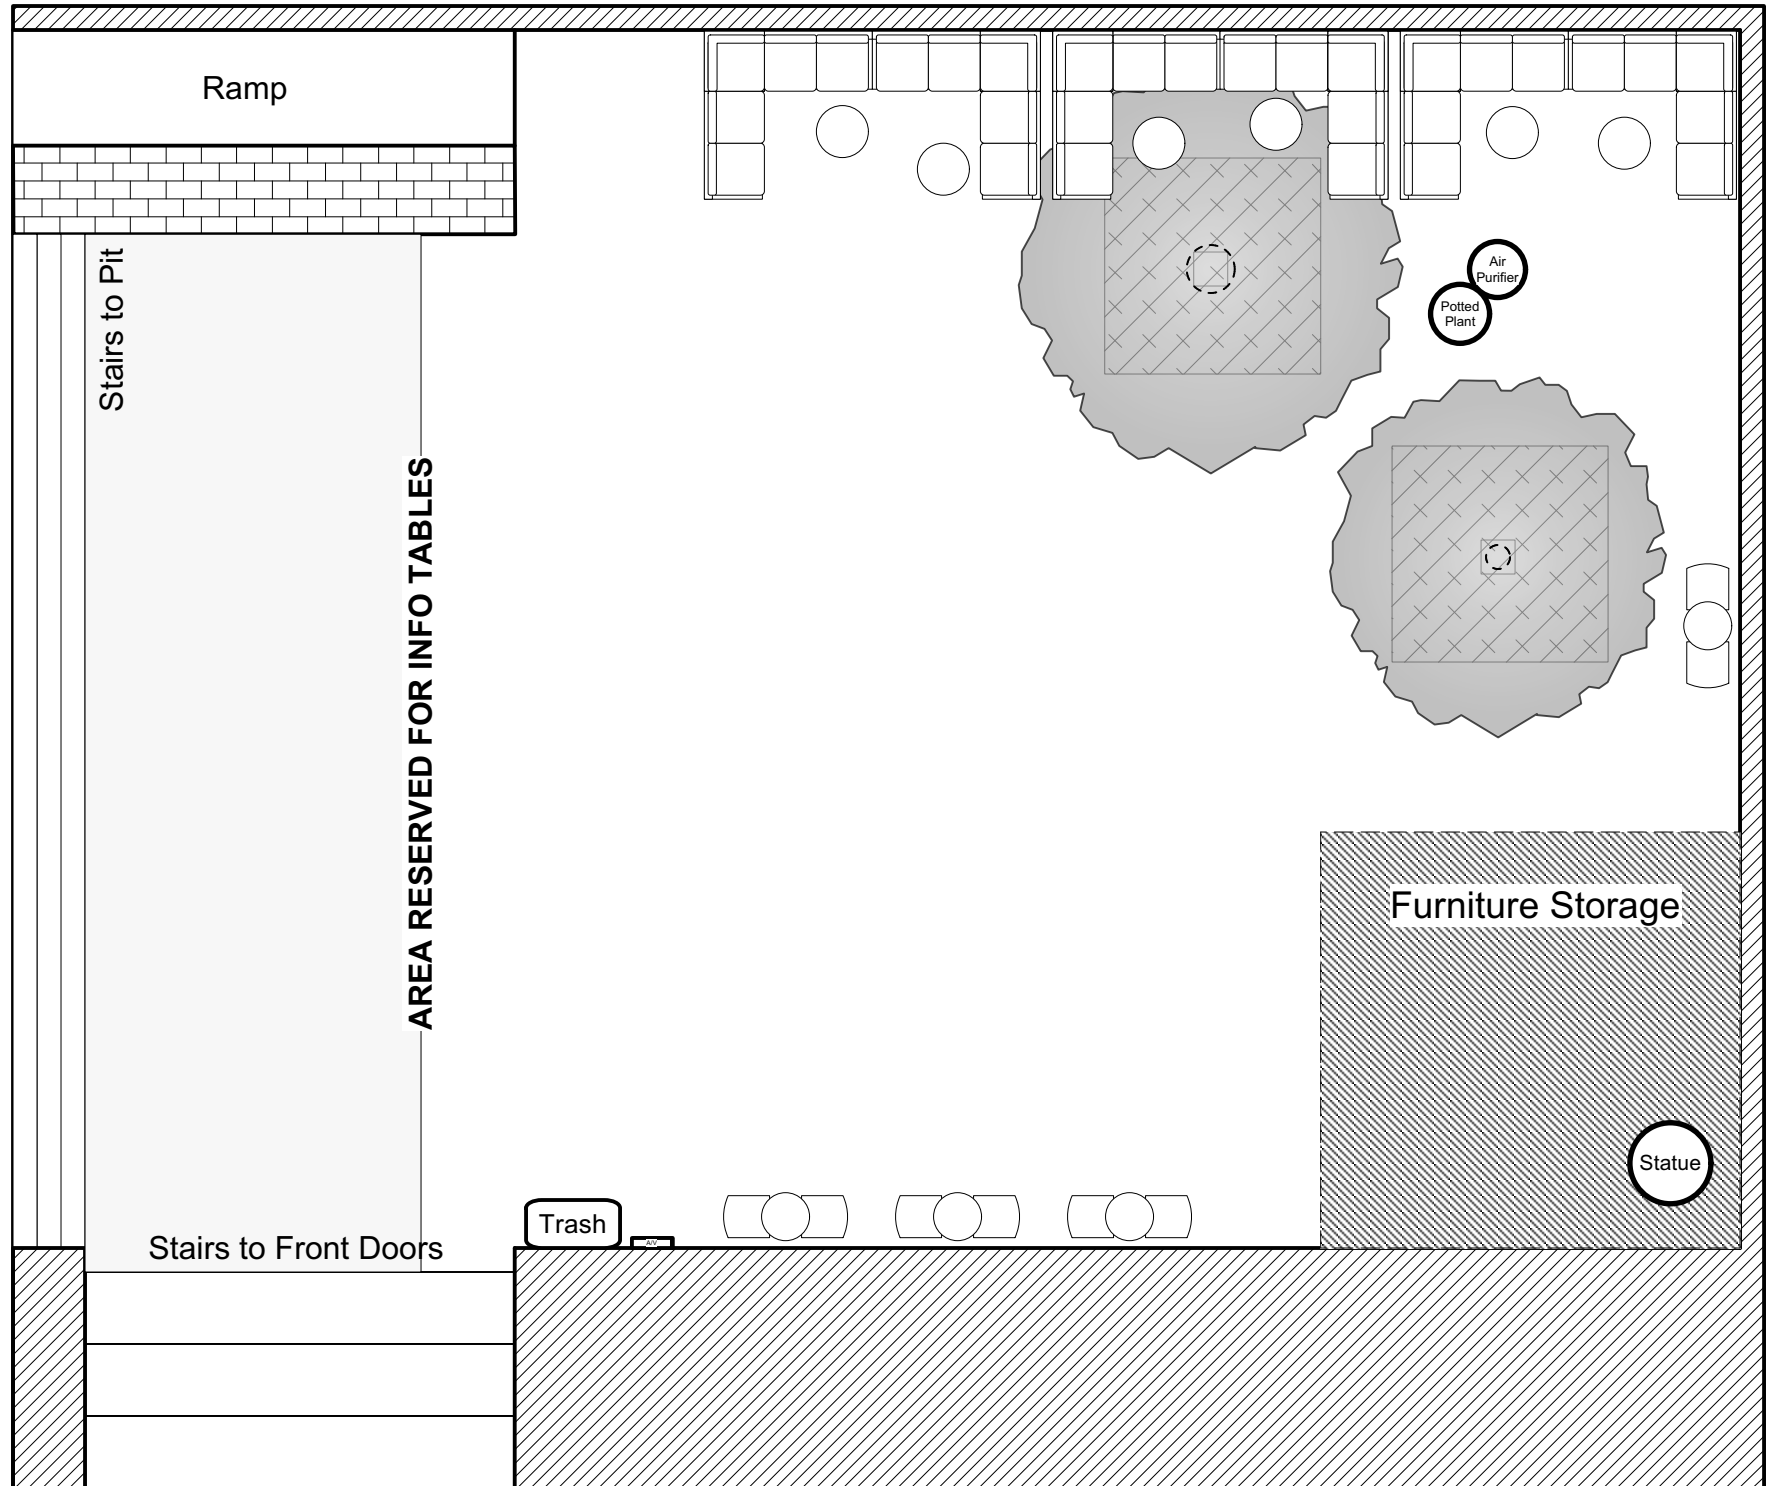 Ramp
Stairs to Pit
Air
Purifier
Potted
Plant
AREA RESERVED FOR INFO TABLES
Furniture Storage
Statue
Trash
A/V
Stairs to Front Doors